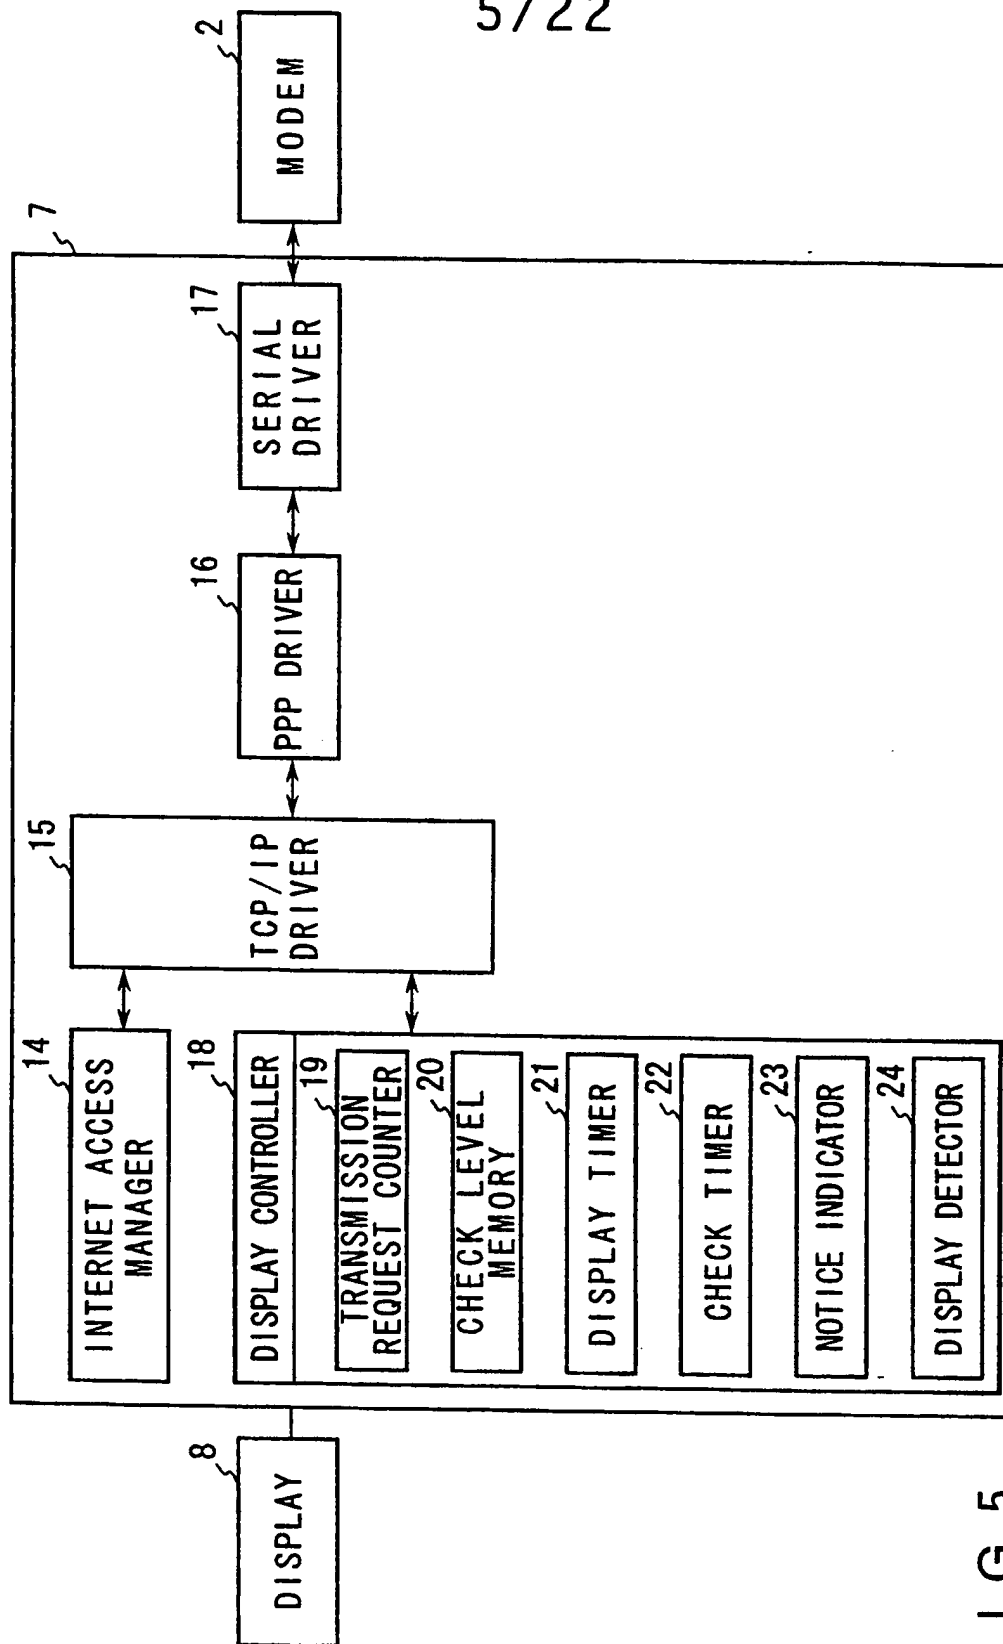 5/22
8
DISPLAY
7
14
INTERNET ACCESS
MANAGER
18
DISPLAY CONTROLLER
19
TRANSMISSION
REQUEST COUNTER
20
CHECK LEVEL
MEMORY
21
DISPLAY TIMER
22
CHECK TIMER
23
NOTICE INDICATOR
24
DISPLAY DETECTOR
15
TCP/IP
DRIVER
16
PPP DRIVER
17
SERIAL
DRIVER
2
MODEM
IG 5